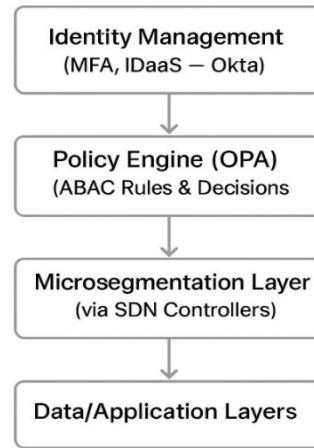 Identity Management
(MFA, IDaaS — Okta)
Policy Engine (OPA)
(ABAC Rules & Decisions
Microsegmentation Layer
(via SDN Controllers)
Data/Application Layers